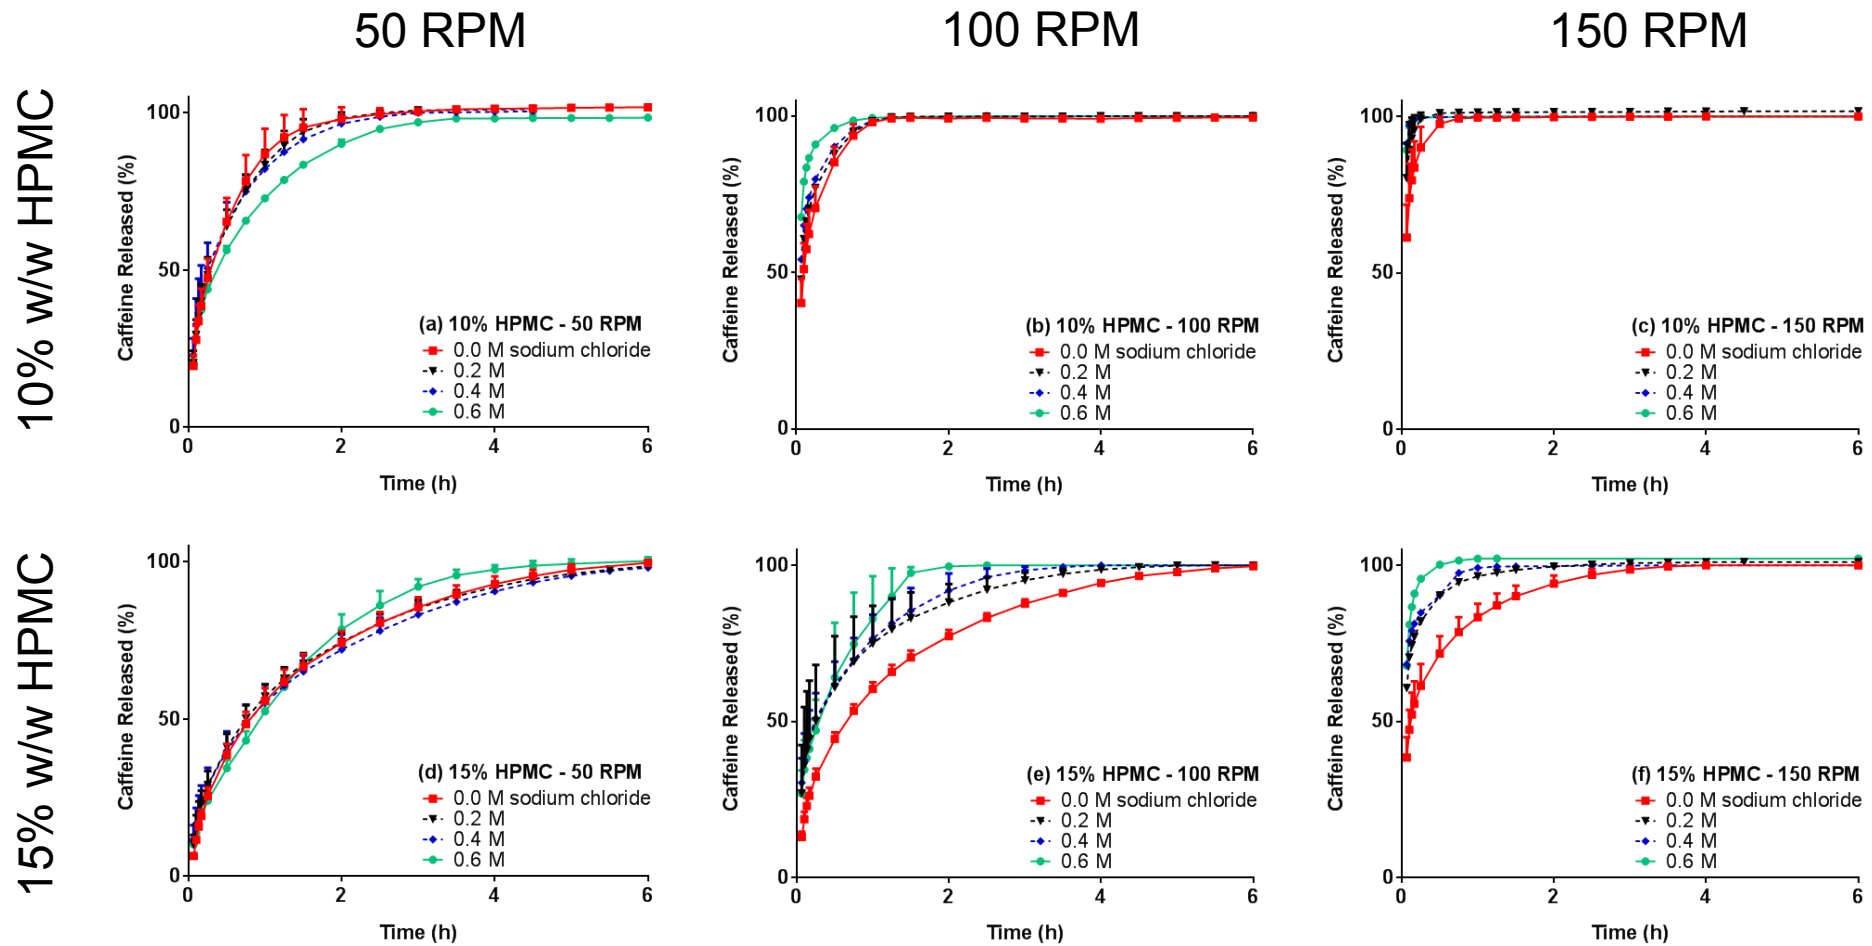 50 RPM
100 RPM
150 RPM
10% w/w HPMC
Caffeine Released (%)
100
50
0
0 2 4 6
Time (h)
(a) 10% HPMC - 50 RPM
0.0 M sodium chloride
0.2 M
0.4 M
0.6 M
Caffeine Released (%)
100
50
0
0 2 4 6
Time (h)
(b) 10% HPMC - 100 RPM
0.0 M sodium chloride
0.2 M
0.4 M
0.6 M
Caffeine Released (%)
100
50
0
0 2 4 6
Time (h)
(c) 10% HPMC - 150 RPM
0.0 M sodium chloride
0.2 M
0.4 M
0.6 M
15% w/w HPMC
Caffeine Released (%)
100
50
0
0 2 4 6
Time (h)
(d) 15% HPMC - 50 RPM
0.0 M sodium chloride
0.2 M
0.4 M
0.6 M
Caffeine Released (%)
100
50
0
0 2 4 6
Time (h)
(e) 15% HPMC - 100 RPM
0.0 M sodium chloride
0.2 M
0.4 M
0.6 M
Caffeine Released (%)
100
50
0
0 2 4 6
Time (h)
(f) 15% HPMC - 150 RPM
0.0 M sodium chloride
0.2 M
0.4 M
0.6 M